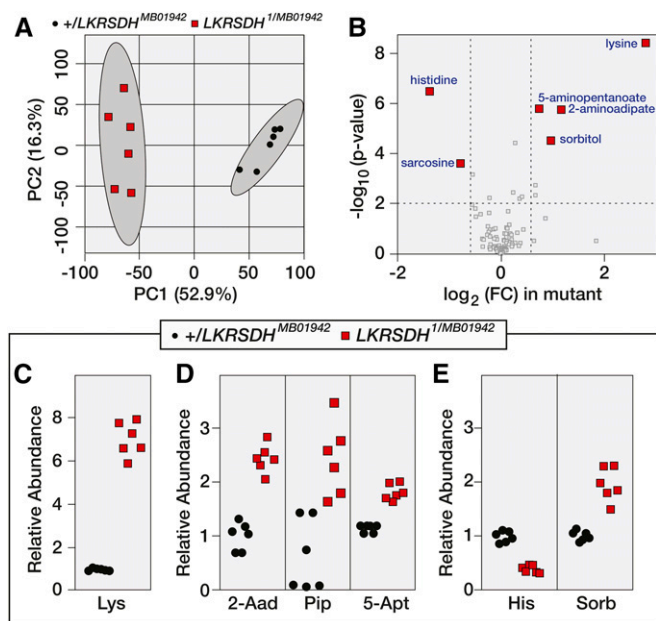 A
+/LKRSDH^MB01942 LKRSDH^1/MB01942
PC2 (16.3%)
100
50
0
-50
-100
-100 -50 0 50 100
PC1 (52.9%)
B
-log10 (p-value)
8
6
4
2
0
-2 0 2
log2 (FC) in mutant
lysine
histidine
5-aminopentanoate
2-aminoadipate
sorbitol
sarcosine
+/LKRSDH^MB01942 LKRSDH^1/MB01942
C
Relative Abundance
8
6
4
2
0
Lys
D
Relative Abundance
3
2
1
0
2-Aad Pip 5-Apt
E
Relative Abundance
3
2
1
0
His Sorb